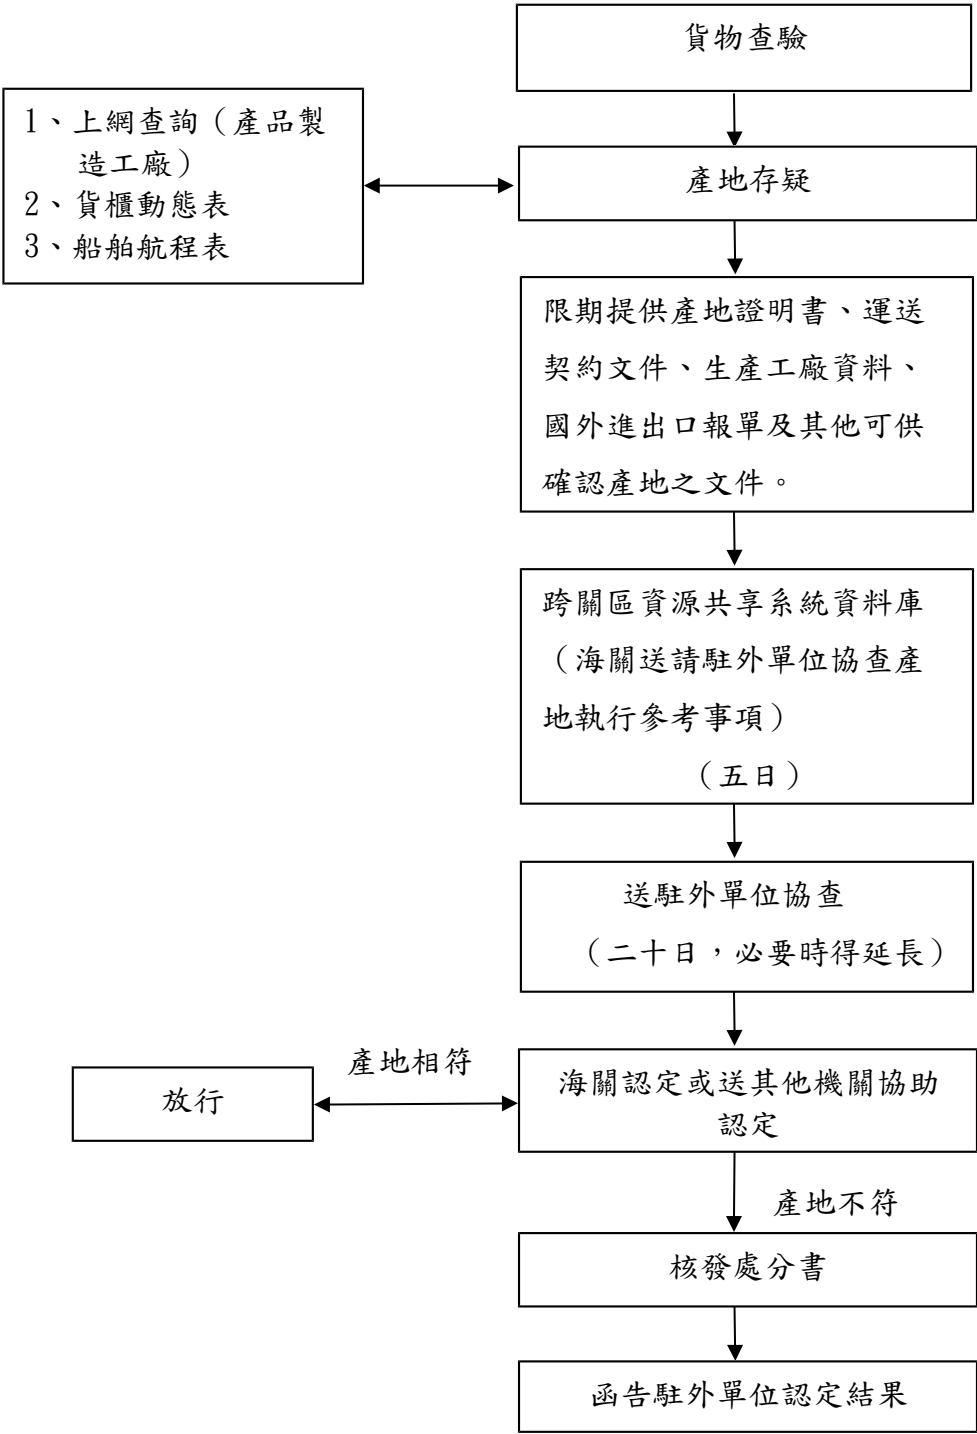 貨物查驗
1、上網查詢（產品製
造工廠）
2、貨櫃動態表
3、船舶航程表
產地存疑
限期提供產地證明書、運送
契約文件、生產工廠資料、
國外進出口報單及其他可供
確認產地之文件。
跨關區資源共享系統資料庫
（海關送請駐外單位協查產
地執行參考事項）
（五日）
送駐外單位協查
（二十日，必要時得延長）
海關認定或送其他機關協助
認定
產地相符
放行
產地不符
核發處分書
函告駐外單位認定結果